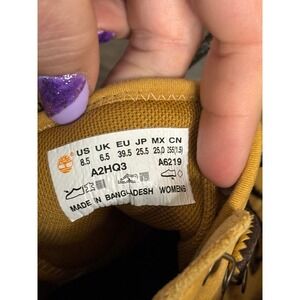 US UK EU JP MX CN
8.5 6.5 39.5 25.5 25.0 255(1.5)
A2HQ3 A6219
MADE IN BANGLADESH WOMENS